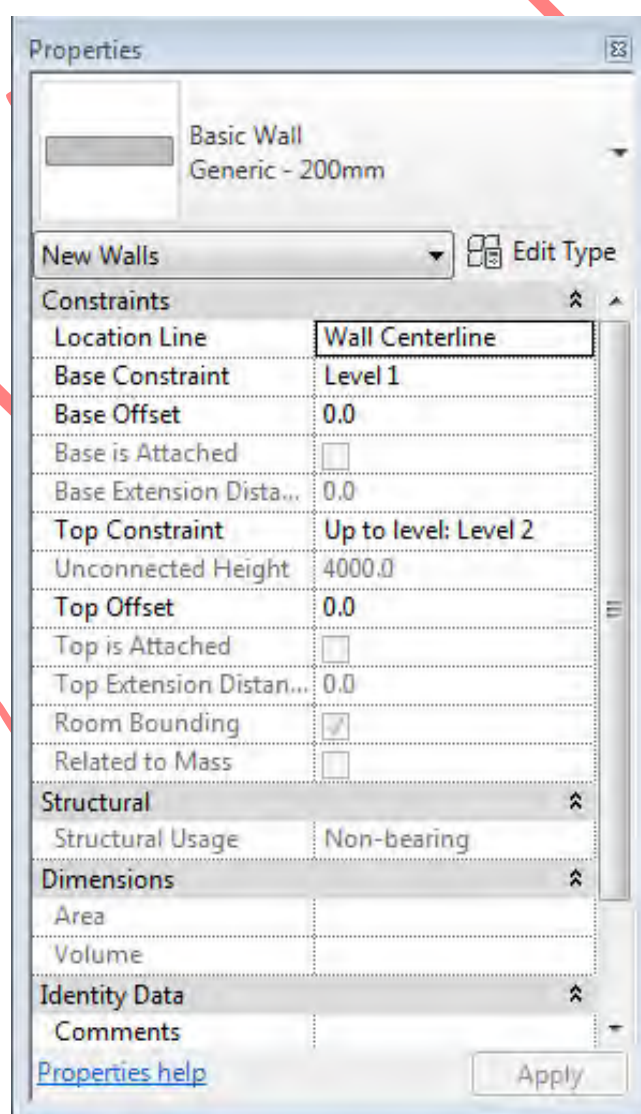 Properties
Basic Wall
Generic - 200mm
New Walls Edit Type
Constraints
Location Line Wall Centerline
Base Constraint Level 1
Base Offset 0.0
Base is Attached
Base Extension Dista... 0.0
Top Constraint Up to level: Level 2
Unconnected Height 4000.0
Top Offset 0.0
Top is Attached
Top Extension Distan... 0.0
Room Bounding
Related to Mass
Structural
Structural Usage Non-bearing
Dimensions
Area
Volume
Identity Data
Comments
Properties help Apply